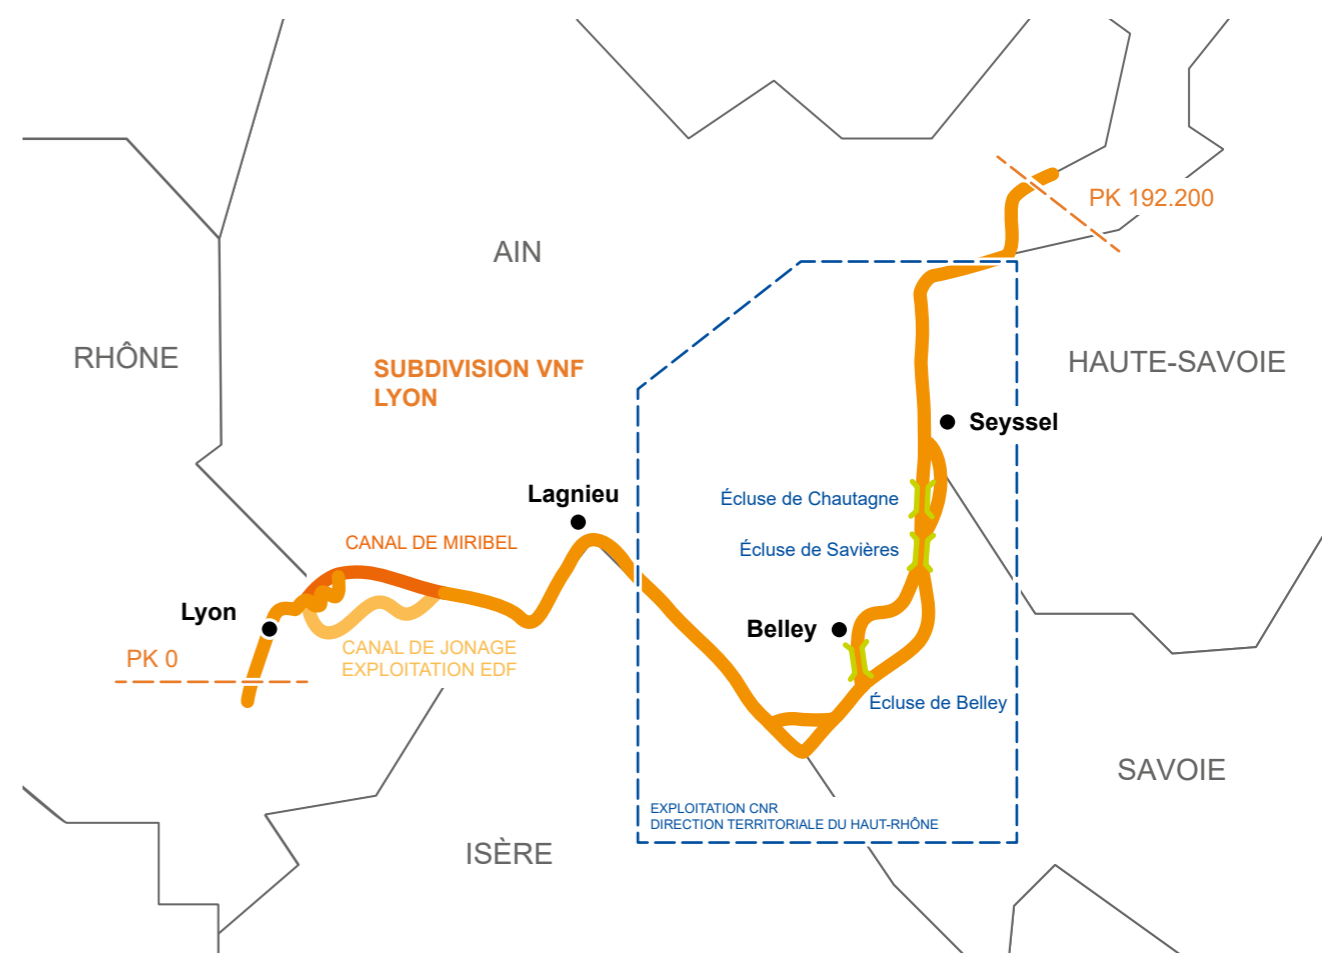 PK 192.200
AIN
RHÔNE
HAUTE-SAVOIE
SUBDIVISION VNF
LYON
Seyssel
Lagnieu
Écluse de Chautagne
CANAL DE MIRIBEL
Écluse de Savières
Lyon
Belley
CANAL DE JONAGE
EXPLOITATION EDF
PK 0
Écluse de Belley
SAVOIE
EXPLOITATION CNR
DIRECTION TERRITORIALE DU HAUT-RHÔNE
ISÈRE